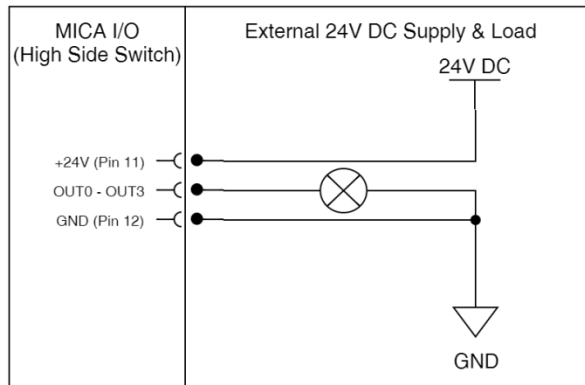 MICA I/O
(High Side Switch)
External 24V DC Supply & Load
24V DC
+24V (Pin 11)
OUT0 - OUT3
GND (Pin 12)
GND